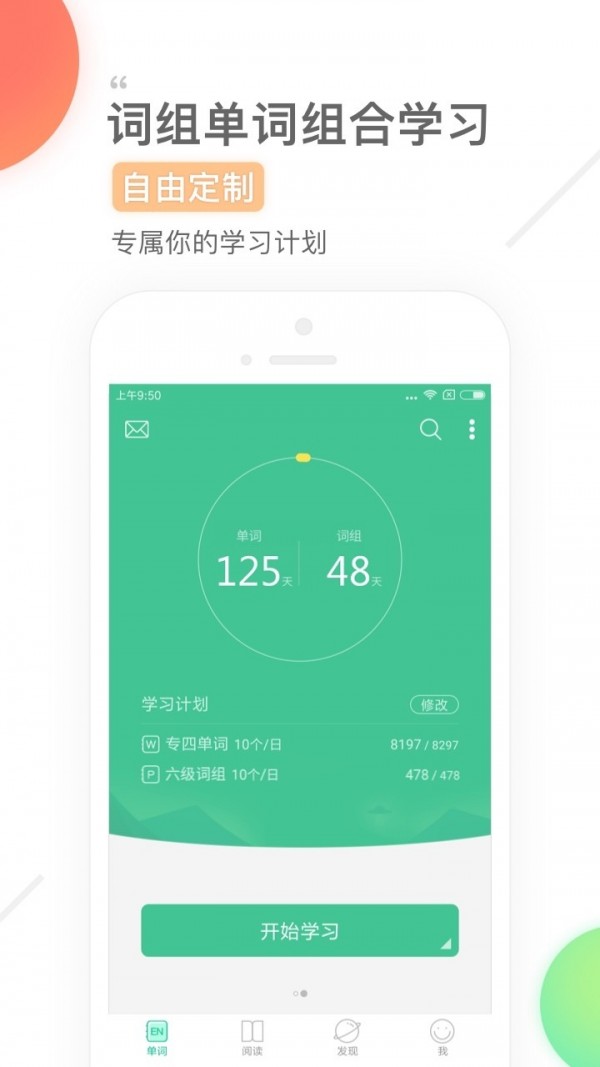 “
词组单词组合学习
自由定制
专属你的学习计划
上午9:50
单词 词组
125天 48天
学习计划 修改
W 专四单词 10个/日 8197 / 8297
P 六级词组 10个/日 478 / 478
开始学习
EN
单词 阅读 发现 我